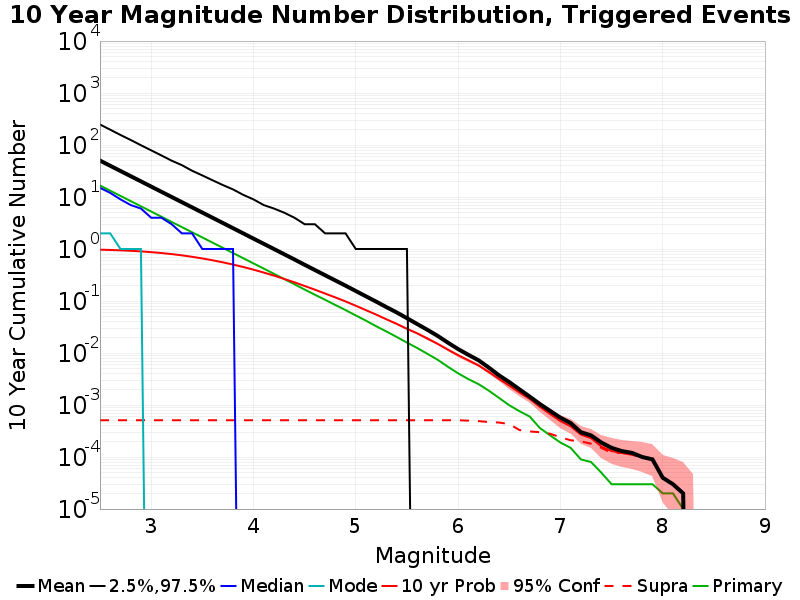 10 Year Magnitude Number Distribution, Triggered Events
10 Year Cumulative Number
10^4
10^3
10^2
10^1
10^0
10^-1
10^-2
10^-3
10^-4
10^-5
3 4 5 6 7 8 9
Magnitude
Mean 2.5%,97.5% Median Mode 10 yr Prob 95% Conf Supra Primary